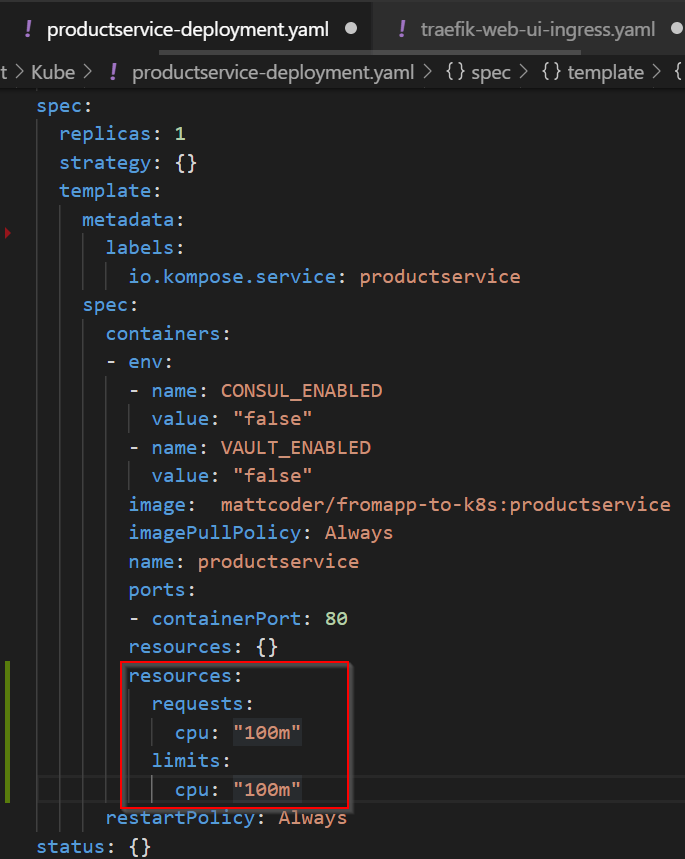 ! productservice-deployment.yaml ● ! traefik-web-ui-ingress.yaml ●
t > Kube > ! productservice-deployment.yaml > {} spec > {} template > {
spec:
  replicas: 1
  strategy: {}
  template:
    metadata:
      labels:
        io.kompose.service: productservice
    spec:
      containers:
      - env:
        - name: CONSUL_ENABLED
          value: "false"
        - name: VAULT_ENABLED
          value: "false"
        image:  mattcoder/fromapp-to-k8s:productservice
        imagePullPolicy: Always
        name: productservice
        ports:
        - containerPort: 80
        resources: {}
        resources:
          requests:
            cpu: "100m"
          limits:
            cpu: "100m"
      restartPolicy: Always
status: {}